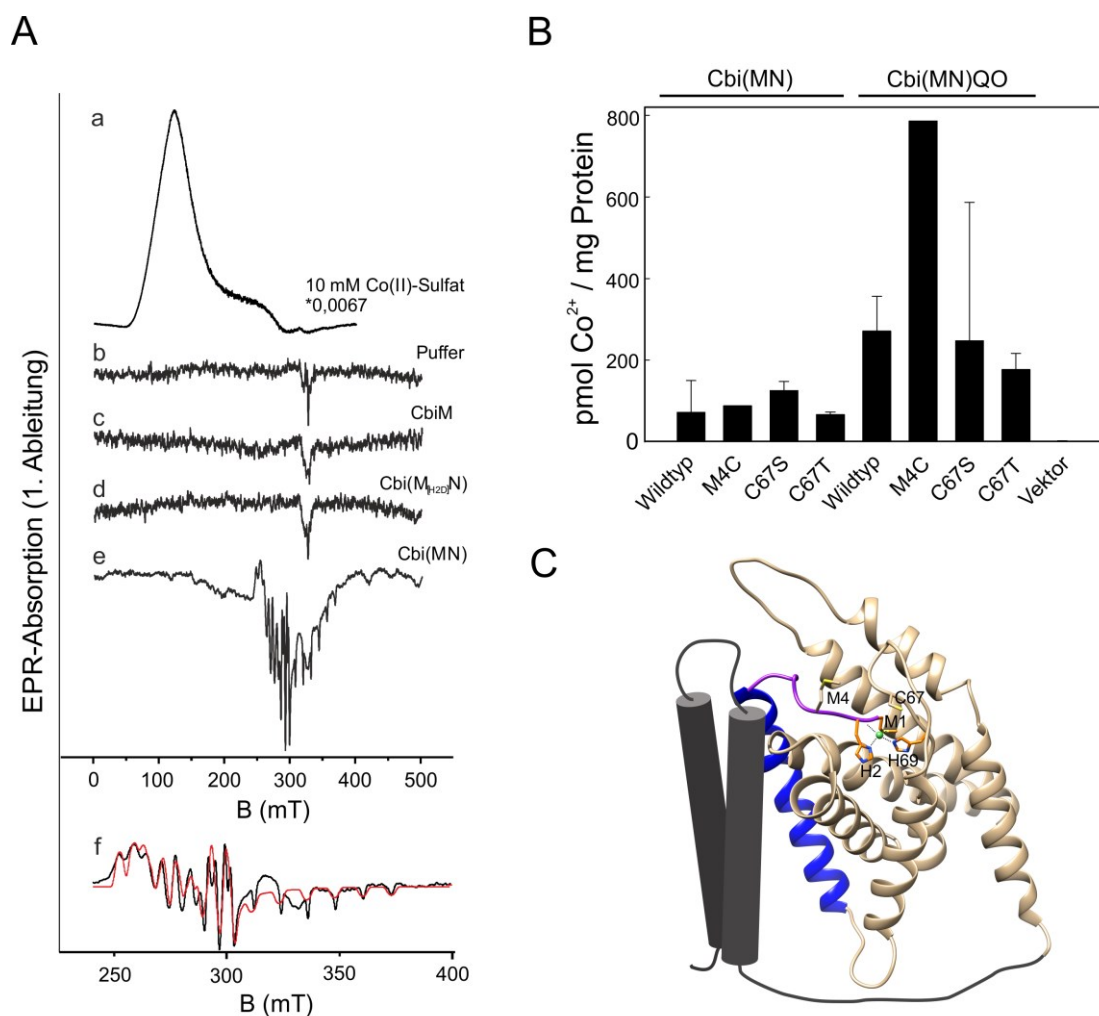 A
EPR-Absorption (1. Ableitung)
a
10 mM Co(II)-Sulfat
*0,0067
b
Puffer
c
CbiM
d
Cbi(M[H2D]N)
e
Cbi(MN)
0 100 200 300 400 500
B (mT)
f
250 300 350 400
B (mT)
B
Cbi(MN) Cbi(MN)QO
pmol Co²⁺ / mg Protein
800
600
400
200
0
Wildtyp M4C C67S C67T Wildtyp M4C C67S C67T Vektor
C
M4 C67
M1
H2 H69